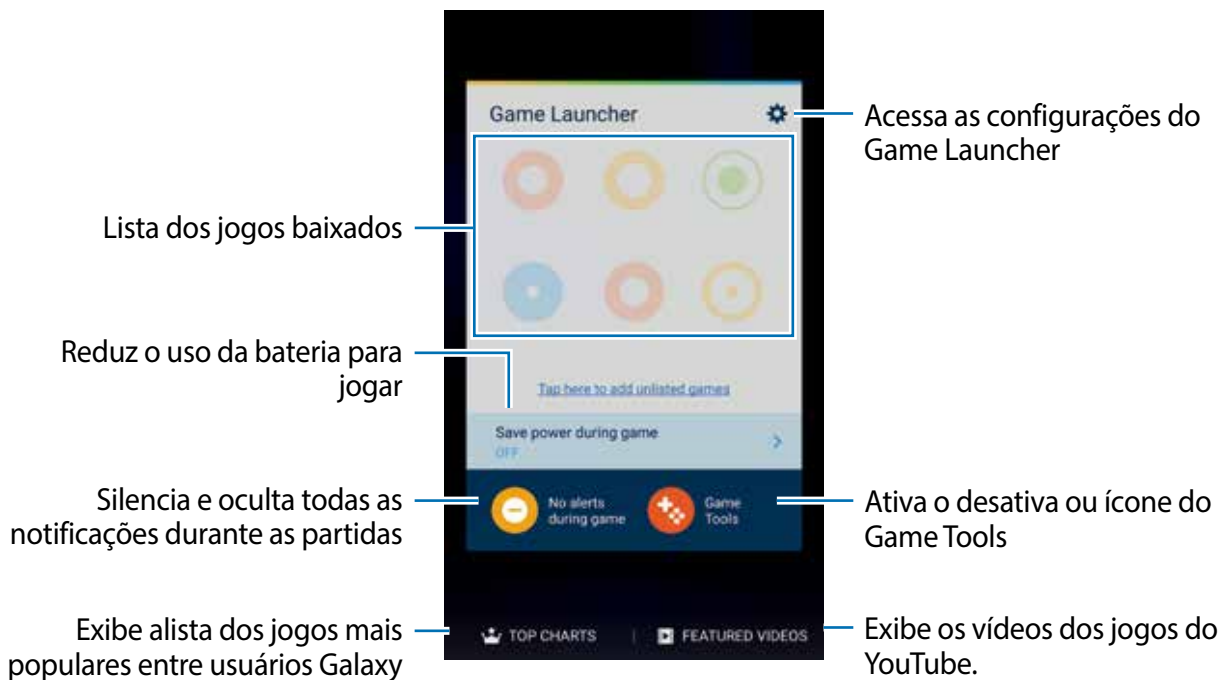 Game Launcher
Acessa as configurações do
Game Launcher
Lista dos jogos baixados
Reduz o uso da bateria para
jogar
Tap here to add unlisted games
Save power during game
OFF
Silencia e oculta todas as
notificações durante as partidas
No alerts
during game
Game
Tools
Ativa o desativa ou ícone do
Game Tools
Exibe alista dos jogos mais
populares entre usuários Galaxy
TOP CHARTS
FEATURED VIDEOS
Exibe os vídeos dos jogos do
YouTube.